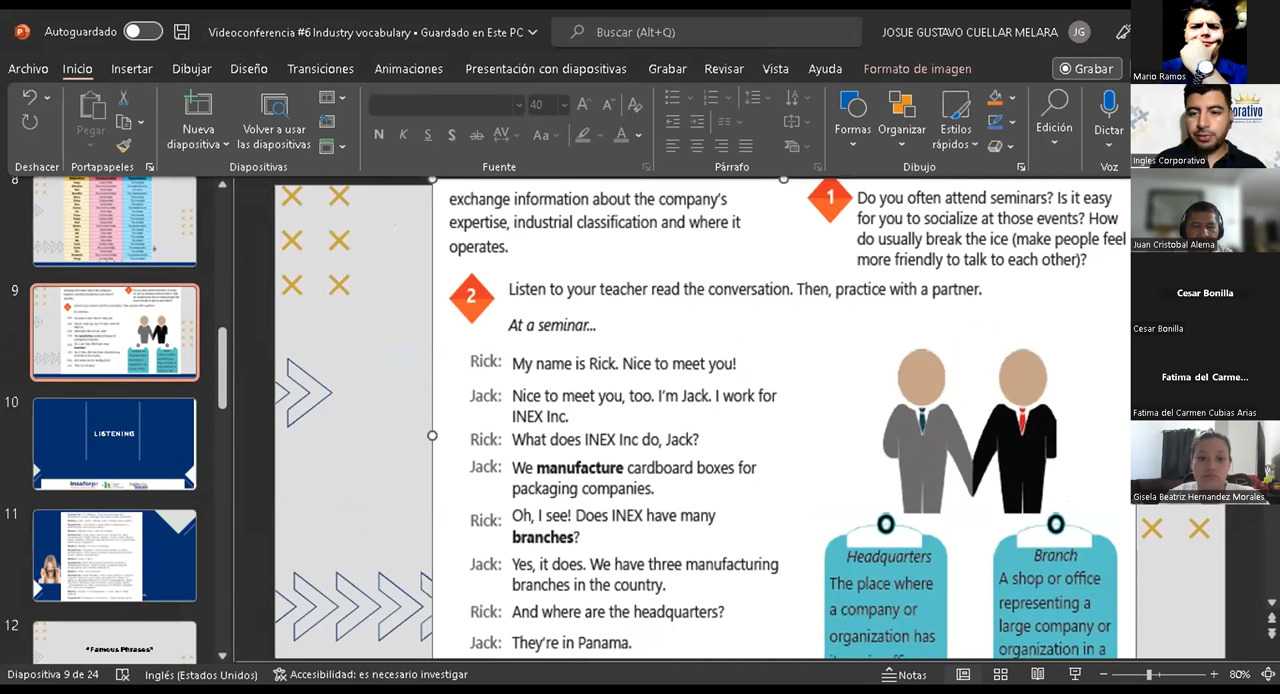 Autoguardado
Videoconferencia #6 Industry vocabulary • Guardado en Este PC
Buscar (Alt+Q)
JOSUE GUSTAVO CUELLAR MELARA
JG
Archivo Inicio Insertar Dibujar Diseño Transiciones Animaciones Presentación con diapositivas Grabar Revisar Vista Ayuda Formato de imagen
Grabar
Pegar
Nueva diapositiva
Volver a usar las diapositivas
40
N K S S ab AV Aa A
Formas
Organizar
Estilos rápidos
Edición
Dictar
Deshacer Portapapeles Diapositivas Fuente Párrafo Dibujo Voz
8
9
10
LISTENING
11
12
"Famous Phrases"
exchange information about the company's
expertise, industrial classification and where it
operates.
1
Do you often attend seminars? Is it easy
for you to socialize at those events? How
do usually break the ice (make people feel
more friendly to talk to each other)?
2
Listen to your teacher read the conversation. Then, practice with a partner.
At a seminar...
Rick: My name is Rick. Nice to meet you!
Jack: Nice to meet you, too. I'm Jack. I work for
INEX Inc.
Rick: What does INEX Inc do, Jack?
Jack: We manufacture cardboard boxes for
packaging companies.
Rick: Oh, I see! Does INEX have many
branches?
Jack: Yes, it does. We have three manufacturing
branches in the country.
Rick: And where are the headquarters?
Jack: They're in Panama.
Headquarters
The place where
a company or
organization has
Branch
A shop or office
representing a
large company or
organization in a
Mario Ramos
Ingles Corporativo
Juan Cristobal Alema
Cesar Bonilla
Cesar Bonilla
Fatima del Carme...
Fatima del Carmen Cubias Arias
Gisela Beatriz Hernandez Morales
Diapositiva 9 de 24
Inglés (Estados Unidos)
Accesibilidad: es necesario investigar
Notas
80%